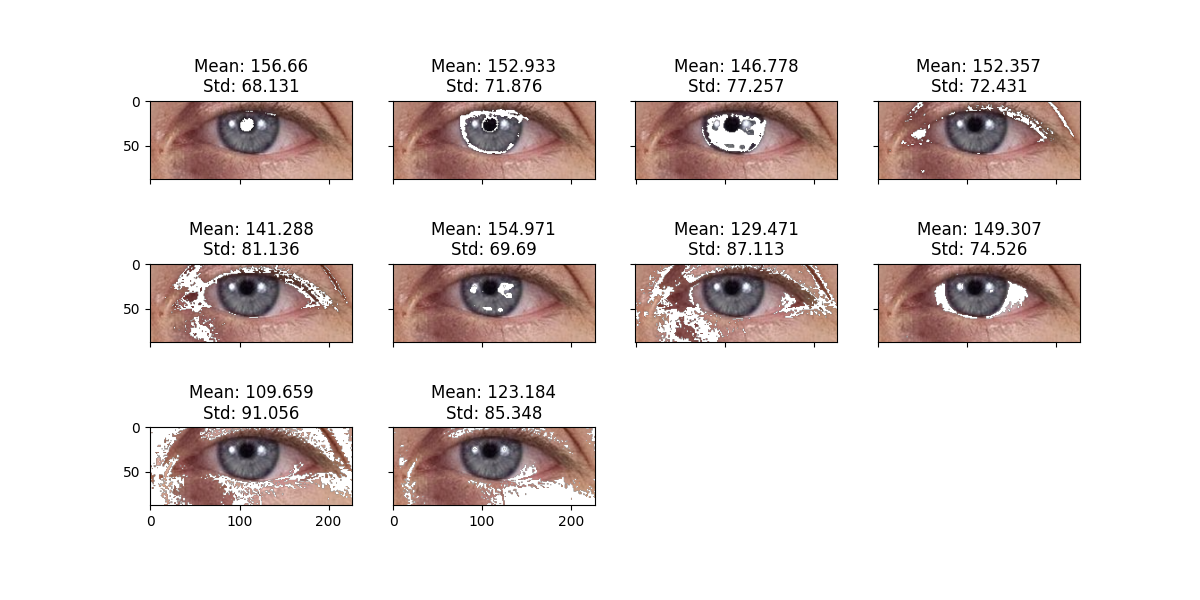 Mean: 156.66
Std: 68.131
Mean: 152.933
Std: 71.876
Mean: 146.778
Std: 77.257
Mean: 152.357
Std: 72.431
0
50
Mean: 141.288
Std: 81.136
Mean: 154.971
Std: 69.69
Mean: 129.471
Std: 87.113
Mean: 149.307
Std: 74.526
0
50
Mean: 109.659
Std: 91.056
Mean: 123.184
Std: 85.348
0
50
0 100 200
0 100 200